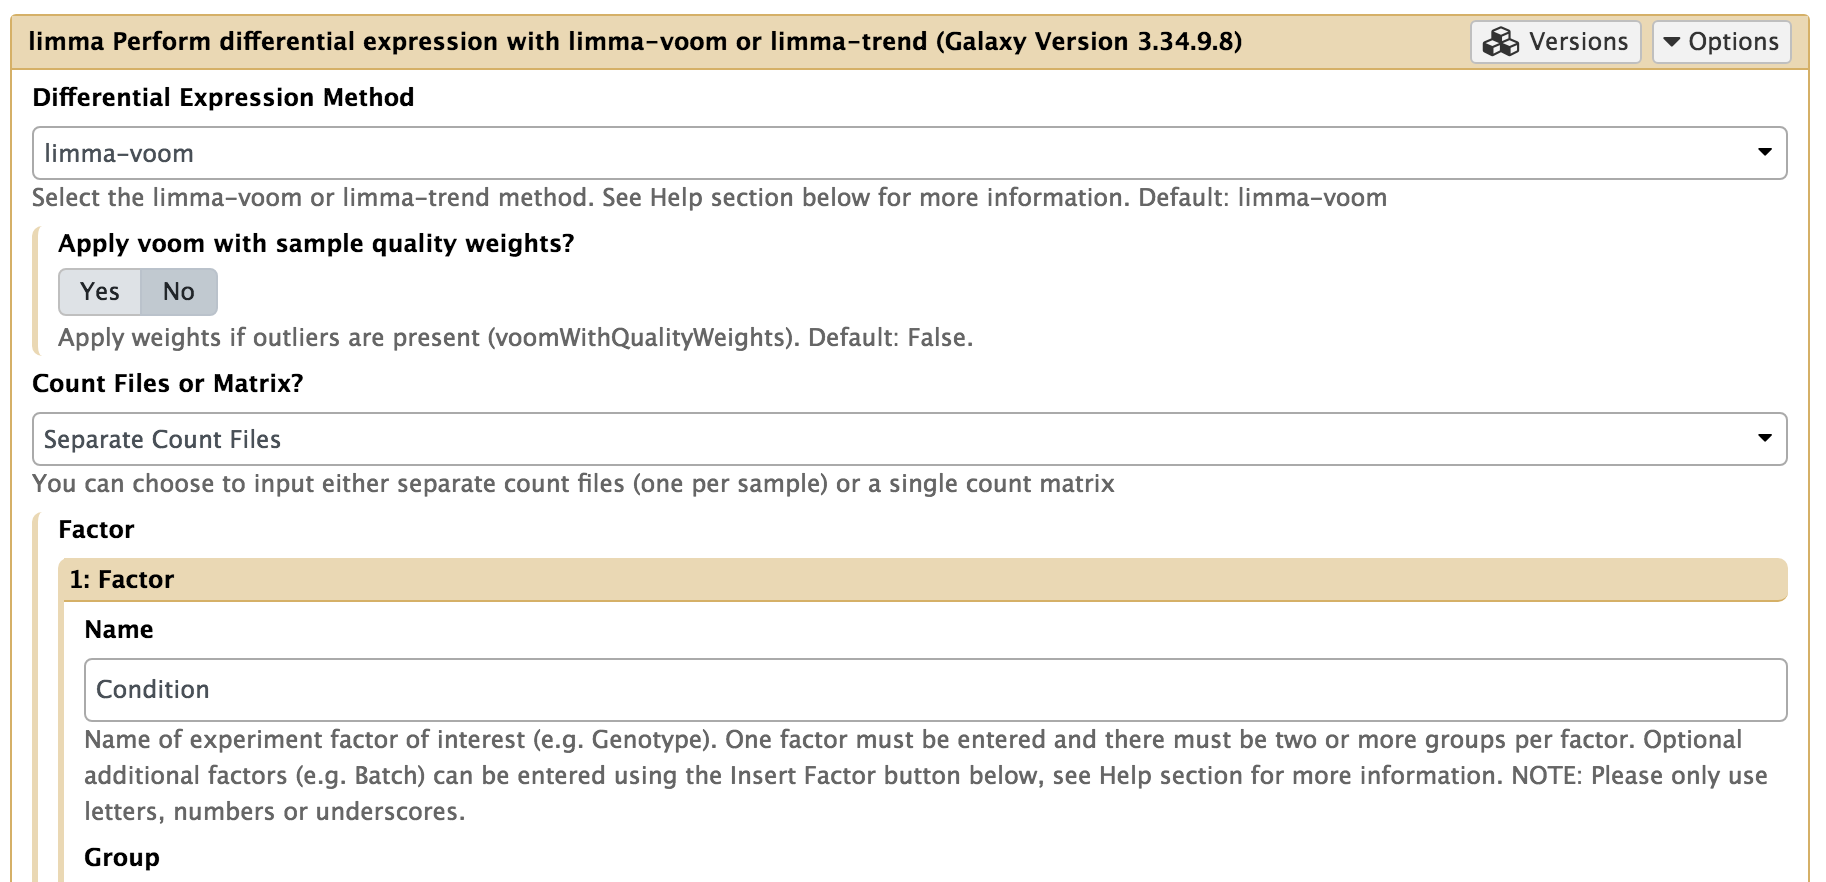 limma Perform differential expression with limma-voom or limma-trend (Galaxy Version 3.34.9.8)
Versions
Options
Differential Expression Method
limma-voom
Select the limma-voom or limma-trend method. See Help section below for more information. Default: limma-voom
Apply voom with sample quality weights?
Yes No
Apply weights if outliers are present (voomWithQualityWeights). Default: False.
Count Files or Matrix?
Separate Count Files
You can choose to input either separate count files (one per sample) or a single count matrix
Factor
1: Factor
Name
Condition
Name of experiment factor of interest (e.g. Genotype). One factor must be entered and there must be two or more groups per factor. Optional
additional factors (e.g. Batch) can be entered using the Insert Factor button below, see Help section for more information. NOTE: Please only use
letters, numbers or underscores.
Group